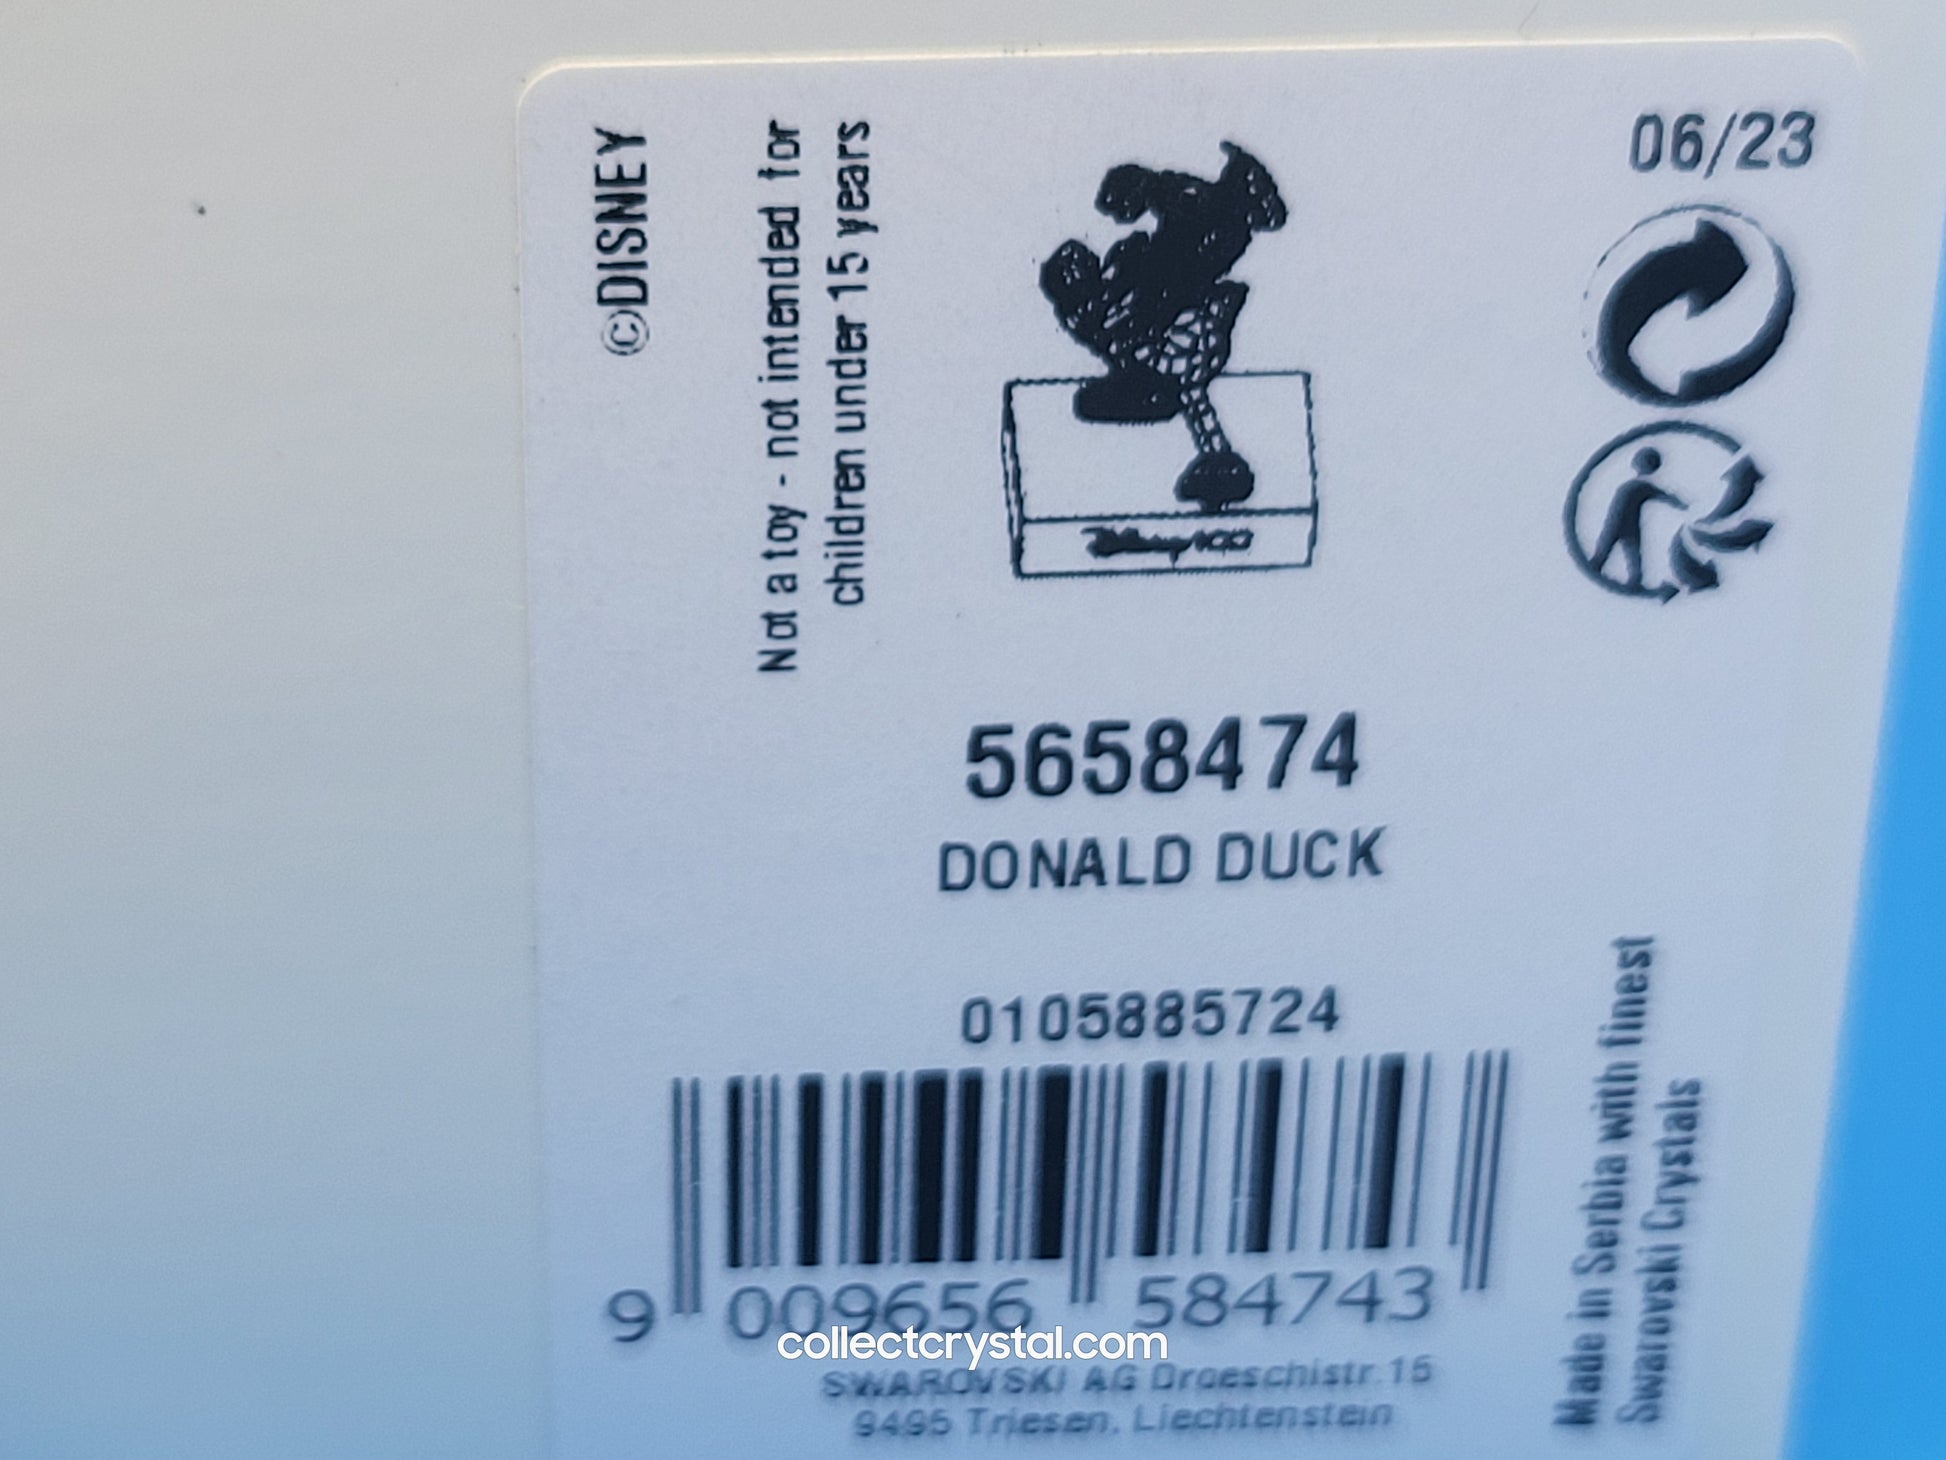 ©DISNEY
Not a toy - not intended for
children under 15 years
06/23
Disney100
5658474
DONALD DUCK
0105885724
9 009656 584743
collectcrystal.com
SWAROVSKI AG Droeschistr.15
9495 Triesen, Liechtenstein
Made in Serbia with finest
Swarovski Crystals